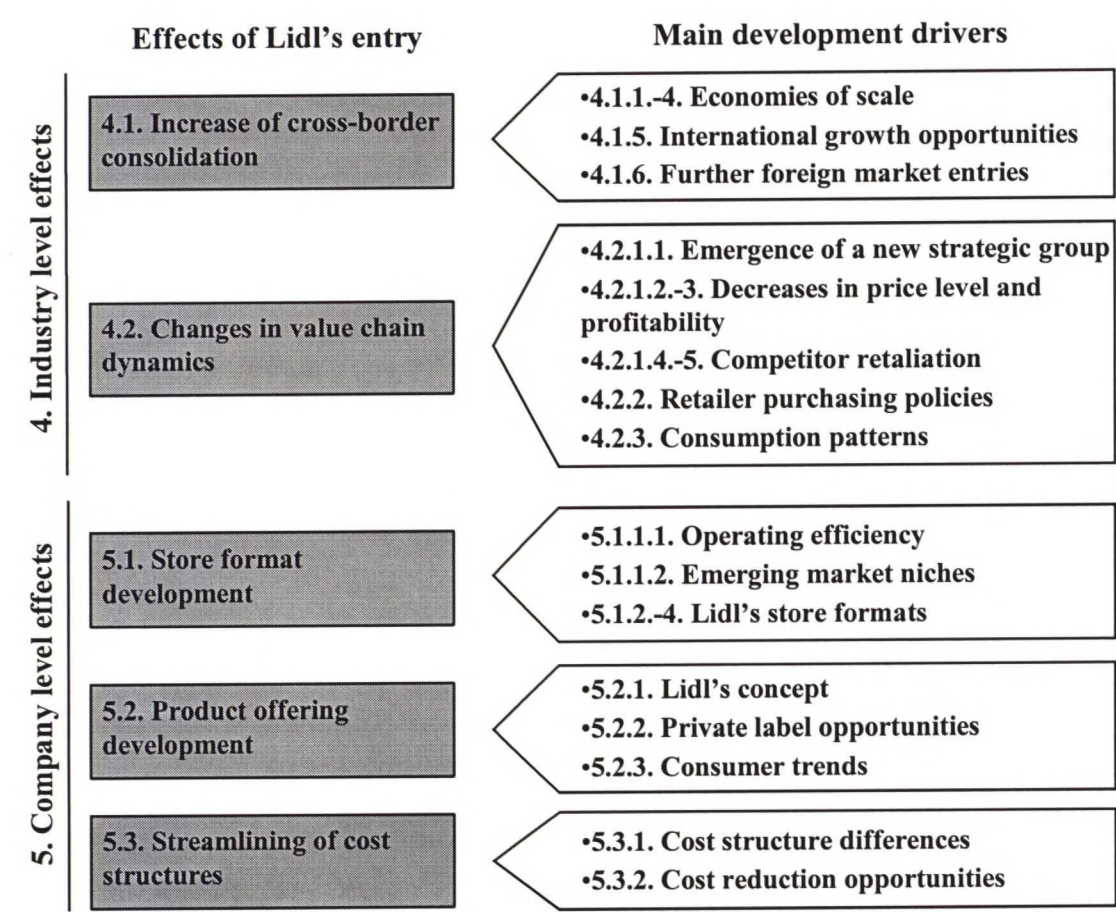 Effects of Lidl's entry
Main development drivers
4. Industry level effects
4.1. Increase of cross-border
consolidation
•4.1.1.-4. Economies of scale
•4.1.5. International growth opportunities
•4.1.6. Further foreign market entries
4.2. Changes in value chain
dynamics
•4.2.1.1. Emergence of a new strategic group
•4.2.1.2.-3. Decreases in price level and
profitability
•4.2.1.4.-5. Competitor retaliation
•4.2.2. Retailer purchasing policies
•4.2.3. Consumption patterns
5. Company level effects
5.1. Store format
development
•5.1.1.1. Operating efficiency
•5.1.1.2. Emerging market niches
•5.1.2.-4. Lidl's store formats
5.2. Product offering
development
•5.2.1. Lidl's concept
•5.2.2. Private label opportunities
•5.2.3. Consumer trends
5.3. Streamlining of cost
structures
•5.3.1. Cost structure differences
•5.3.2. Cost reduction opportunities